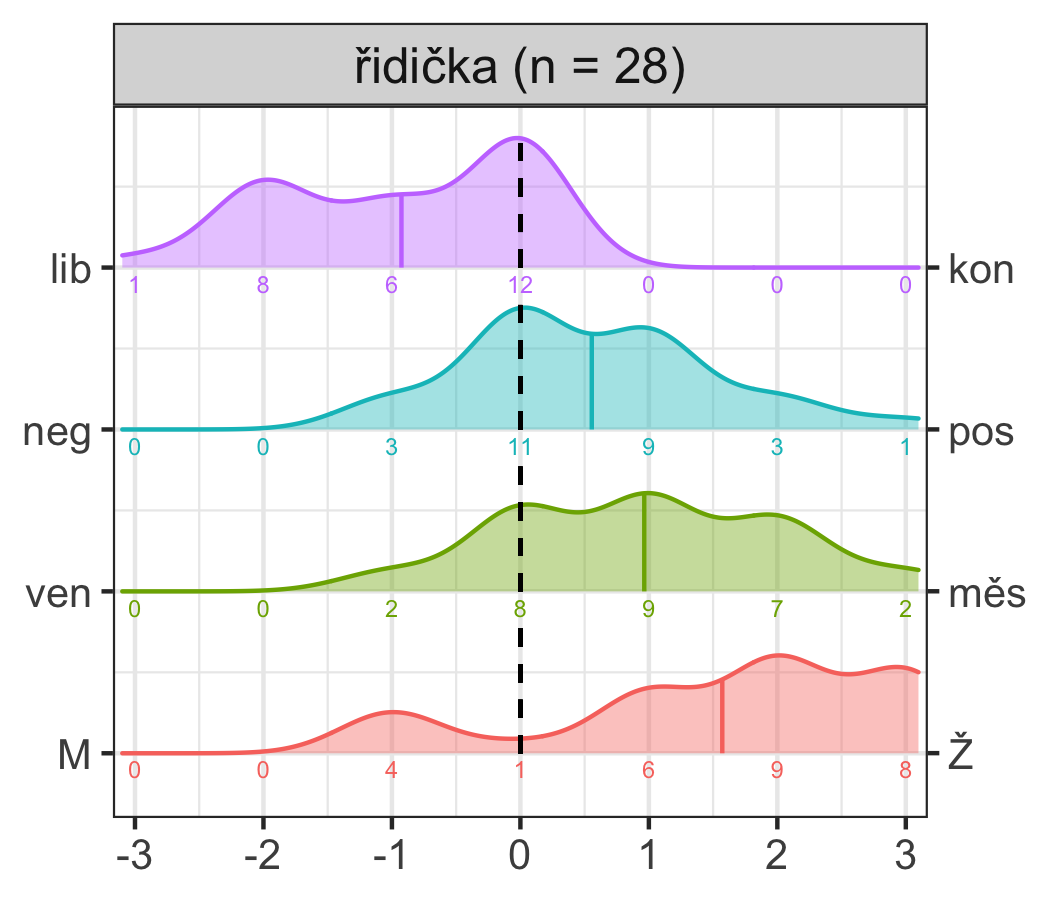 řidička (n = 28)
lib kon
1 8 6 12 0 0 0
neg pos
0 0 3 11 9 3 1
ven měs
0 0 2 8 9 7 2
M Ž
0 0 4 1 6 9 8
-3 -2 -1 0 1 2 3